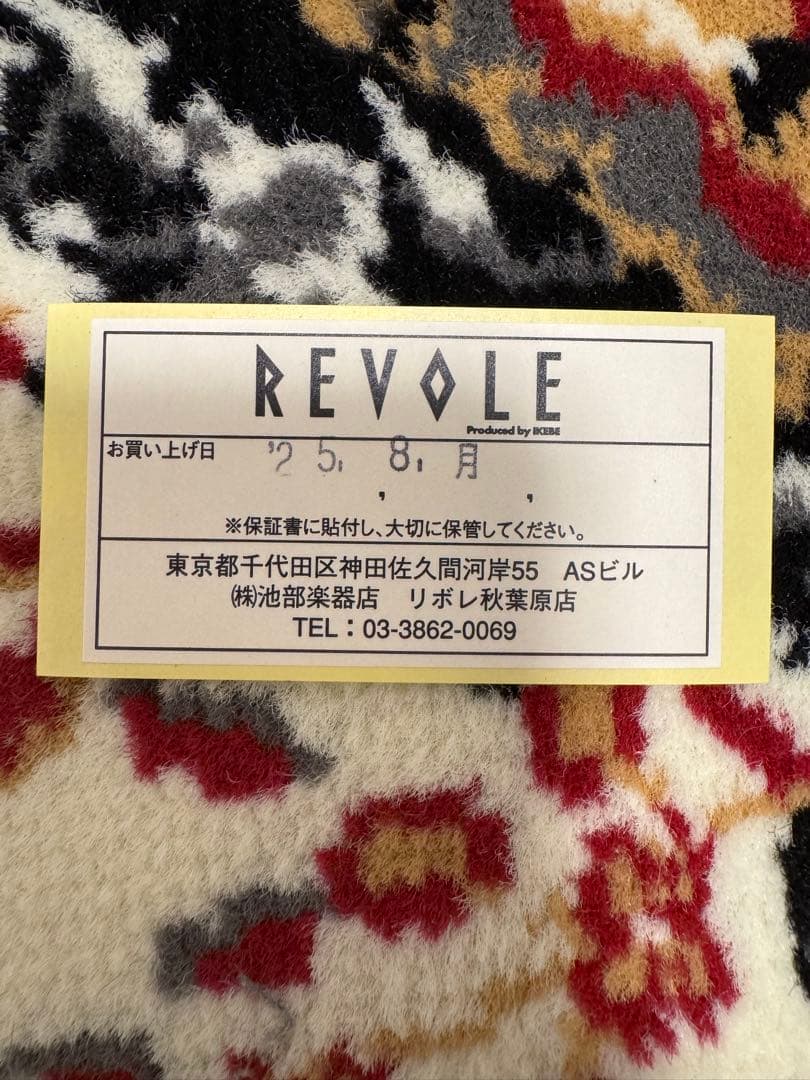 REVOLE
Produced by IKEBE
お買い上げ日 '25. 8. 月
, ,
※保証書に貼付し、大切に保管してください。
東京都千代田区神田佐久間河岸55 ASビル
㈱池部楽器店 リボレ秋葉原店
TEL：03-3862-0069